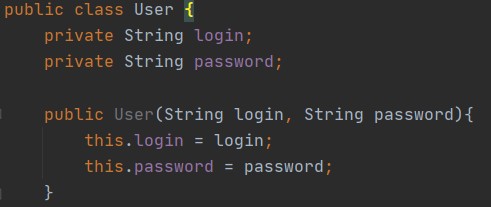 public class User {
    private String login;
    private String password;

    public User(String login, String password){
        this.login = login;
        this.password = password;
    }